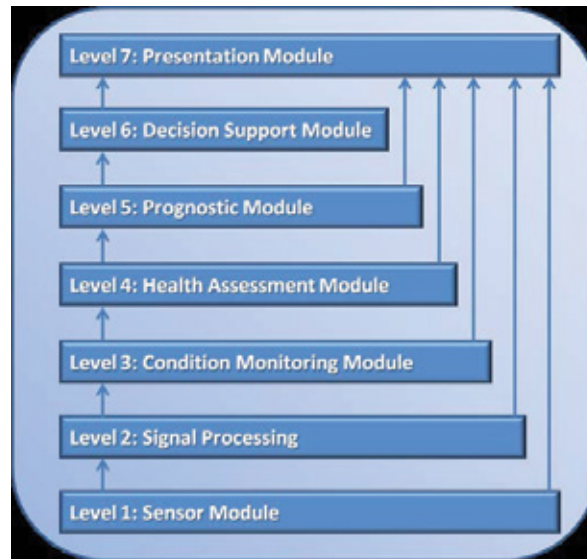 Level 7: Presentation Module
Level 6: Decision Support Module
Level 5: Prognostic Module
Level 4: Health Assessment Module
Level 3: Condition Monitoring Module
Level 2: Signal Processing
Level 1: Sensor Module